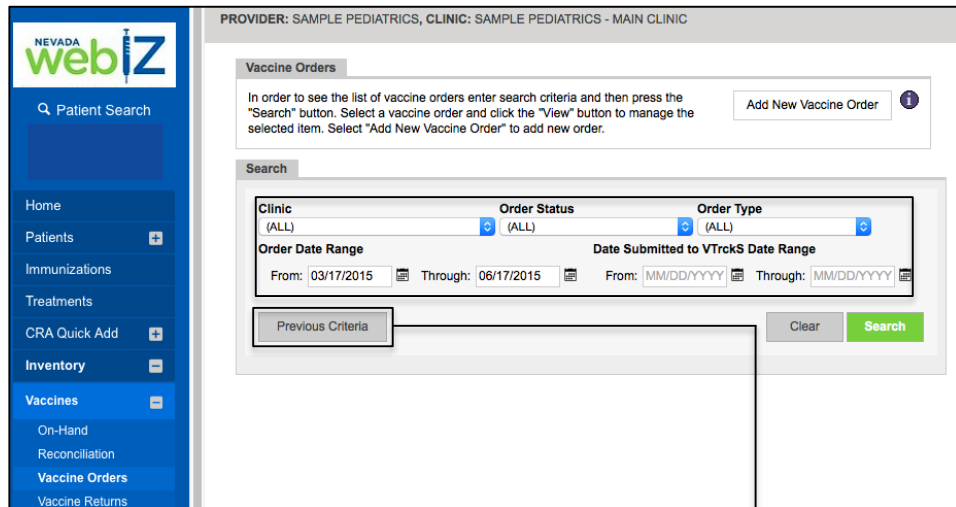 PROVIDER: SAMPLE PEDIATRICS, CLINIC: SAMPLE PEDIATRICS - MAIN CLINIC
NEVADA
webIZ
Patient Search
Home
Patients
Immunizations
Treatments
CRA Quick Add
Inventory
Vaccines
On-Hand
Reconciliation
Vaccine Orders
Vaccine Returns
Vaccine Orders
In order to see the list of vaccine orders enter search criteria and then press the
"Search" button. Select a vaccine order and click the "View" button to manage the
selected item. Select "Add New Vaccine Order" to add new order.
Add New Vaccine Order
i
Search
Clinic Order Status Order Type
(ALL) (ALL) (ALL)
Order Date Range Date Submitted to VTrckS Date Range
From: 03/17/2015 Through: 06/17/2015 From: MM/DD/YYYY Through: MM/DD/YYYY
Previous Criteria Clear Search